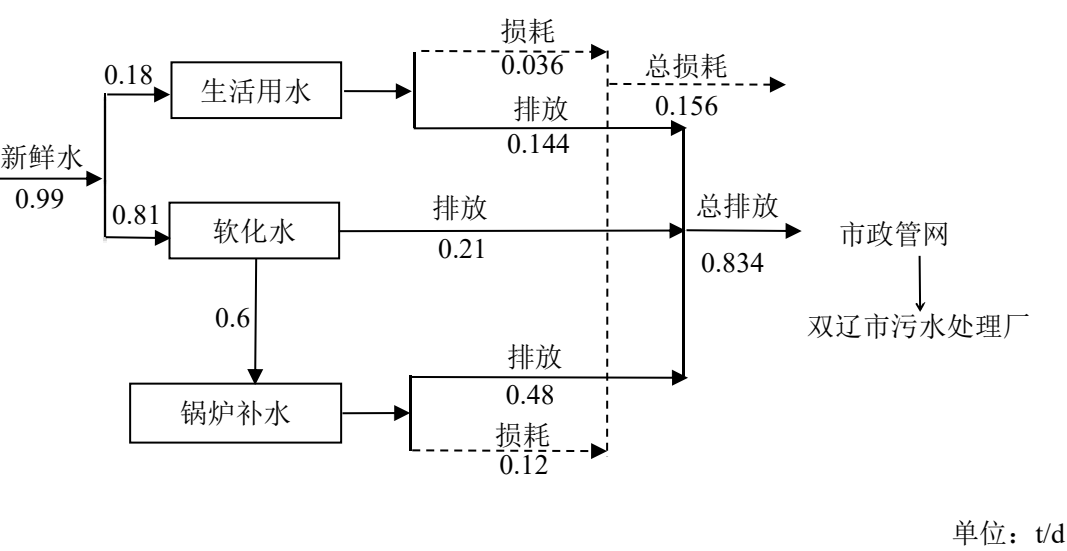 损耗
0.036
总损耗
0.156
0.18
生活用水
排放
0.144
新鲜水
0.99
0.81
软化水
排放
0.21
总排放
0.834
市政管网
0.6
双辽市污水处理厂
排放
0.48
锅炉补水
损耗
0.12
单位：t/d